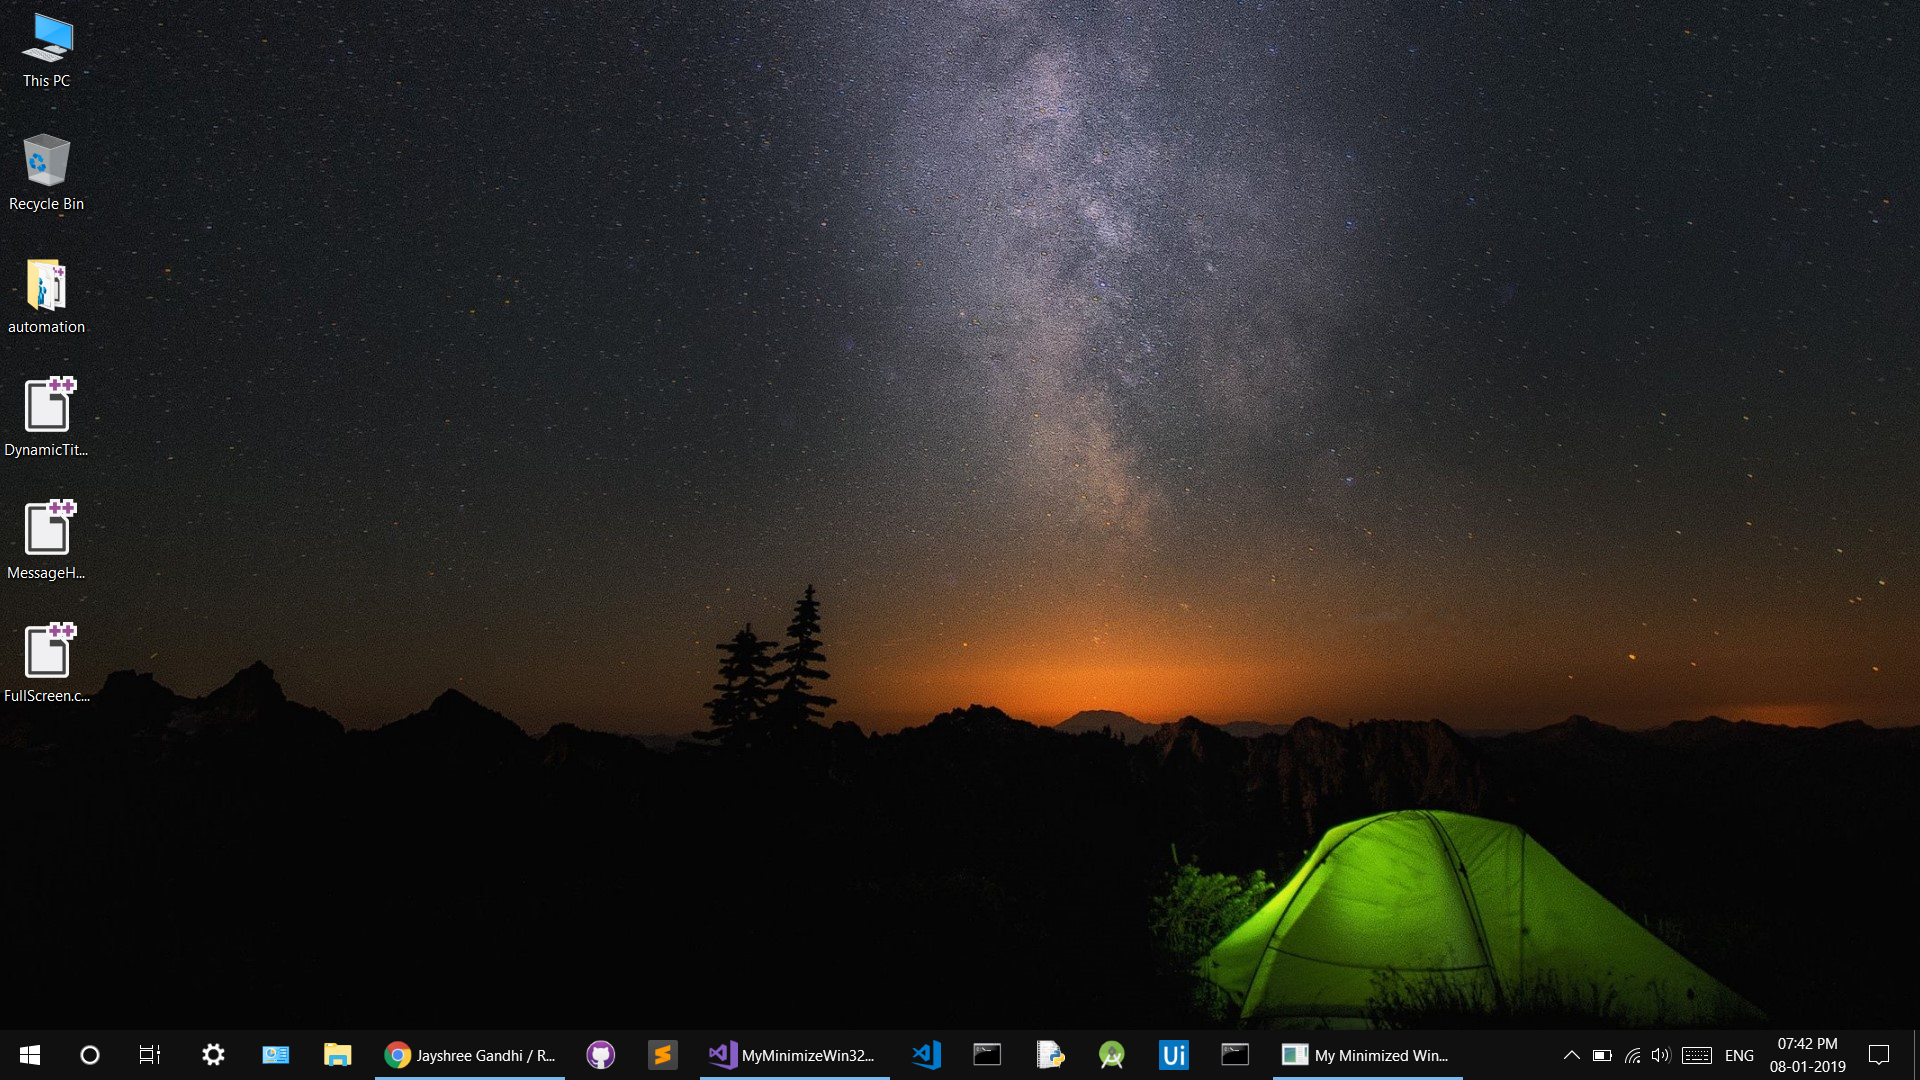 This PC
Recycle Bin
automation
DynamicTit...
MessageH...
FullScreen.c...
Jayshree Gandhi / R...
MyMinimizeWin32...
Ui
My Minimized Win...
ENG
07:42 PM
08-01-2019